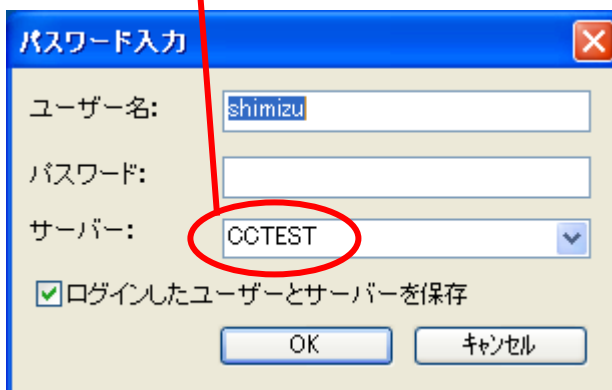 パスワード入力
ユーザー名: shimizu
パスワード:
サーバー: CCTEST
ログインしたユーザーとサーバーを保存
OK キャンセル